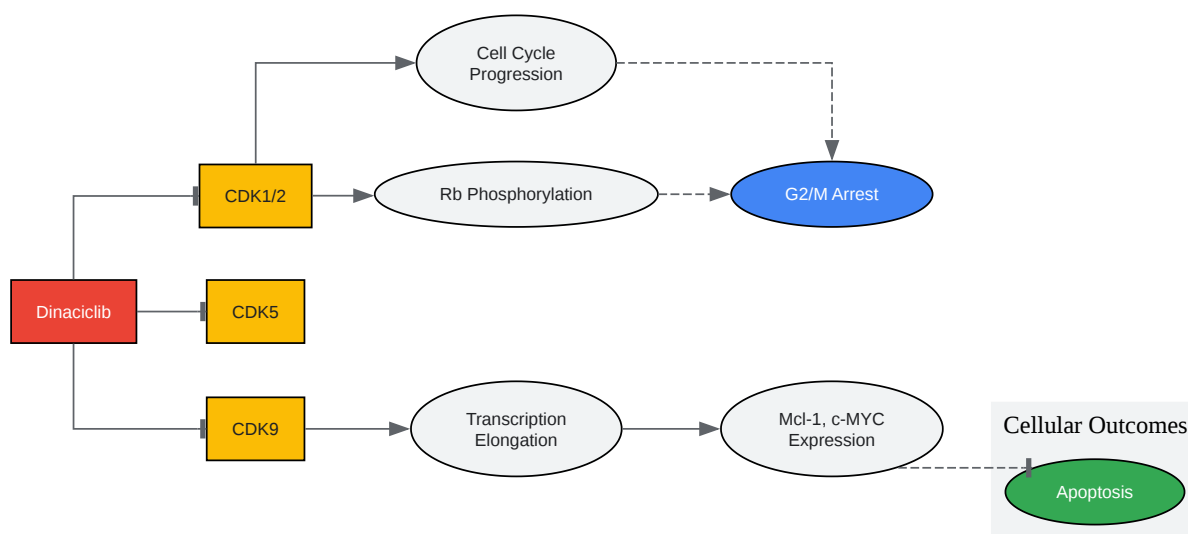 Cell Cycle
Progression
CDK1/2
Rb Phosphorylation
G2/M Arrest
Dinaciclib
CDK5
CDK9
Transcription
Elongation
Mcl-1, c-MYC
Expression
Cellular Outcomes
Apoptosis